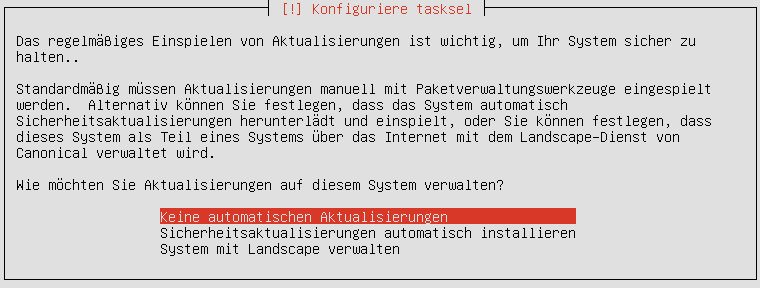 [!] Konfiguriere tasksel
Das regelmäßiges Einspielen von Aktualisierungen ist wichtig, um Ihr System sicher zu
halten..
Standardmäßig müssen Aktualisierungen manuell mit Paketverwaltungswerkzeuge eingespielt
werden.  Alternativ können Sie festlegen, dass das System automatisch
Sicherheitsaktualisierungen herunterlädt und einspielt, oder Sie können festlegen, dass
dieses System als Teil eines Systems über das Internet mit dem Landscape-Dienst von
Canonical verwaltet wird.
Wie möchten Sie Aktualisierungen auf diesem System verwalten?
Keine automatischen Aktualisierungen
Sicherheitsaktualisierungen automatisch installieren
System mit Landscape verwalten